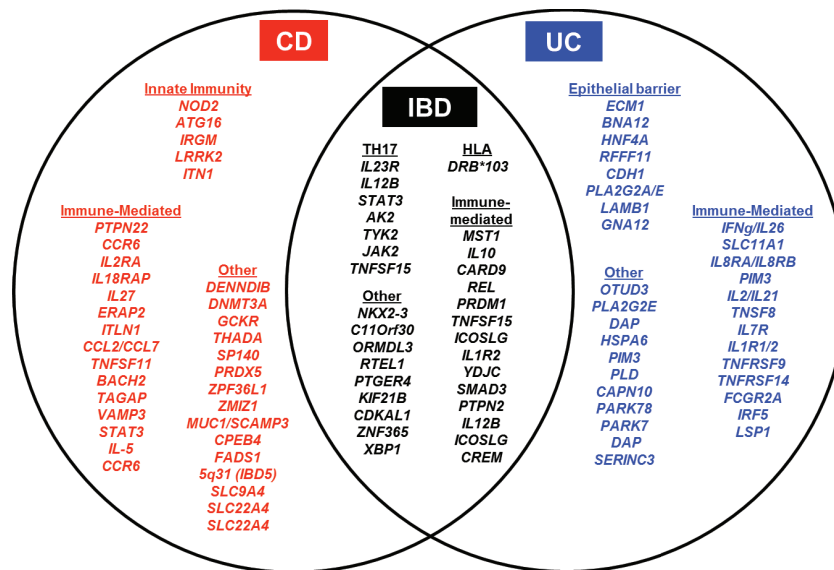 CD
UC
IBD
Innate Immunity
NOD2
ATG16
IRGM
LRRK2
ITN1
Immune-Mediated
PTPN22
CCR6
IL2RA
IL18RAP
IL27
ERAP2
ITLN1
CCL2/CCL7
TNFSF11
BACH2
TAGAP
VAMP3
STAT3
IL-5
CCR6
Other
DENNDIB
DNMT3A
GCKR
THADA
SP140
PRDX5
ZPF36L1
ZMIZ1
MUC1/SCAMP3
CPEB4
FADS1
5q31 (IBD5)
SLC9A4
SLC22A4
SLC22A4
TH17
IL23R
IL12B
STAT3
AK2
TYK2
JAK2
TNFSF15
Other
NKX2-3
C11Orf30
ORMDL3
RTEL1
PTGER4
KIF21B
CDKAL1
ZNF365
XBP1
HLA
DRB*103
Immune-
mediated
MST1
IL10
CARD9
REL
PRDM1
TNFSF15
ICOSLG
IL1R2
YDJC
SMAD3
PTPN2
IL12B
ICOSLG
CREM
Epithelial barrier
ECM1
BNA12
HNF4A
RFFF11
CDH1
PLA2G2A/E
LAMB1
GNA12
Other
OTUD3
PLA2G2E
DAP
HSPA6
PIM3
PLD
CAPN10
PARK78
PARK7
DAP
SERINC3
Immune-Mediated
IFNg/IL26
SLC11A1
IL8RA/IL8RB
PIM3
IL2/IL21
TNSF8
IL7R
IL1R1/2
TNFRSF9
TNFRSF14
FCGR2A
IRF5
LSP1